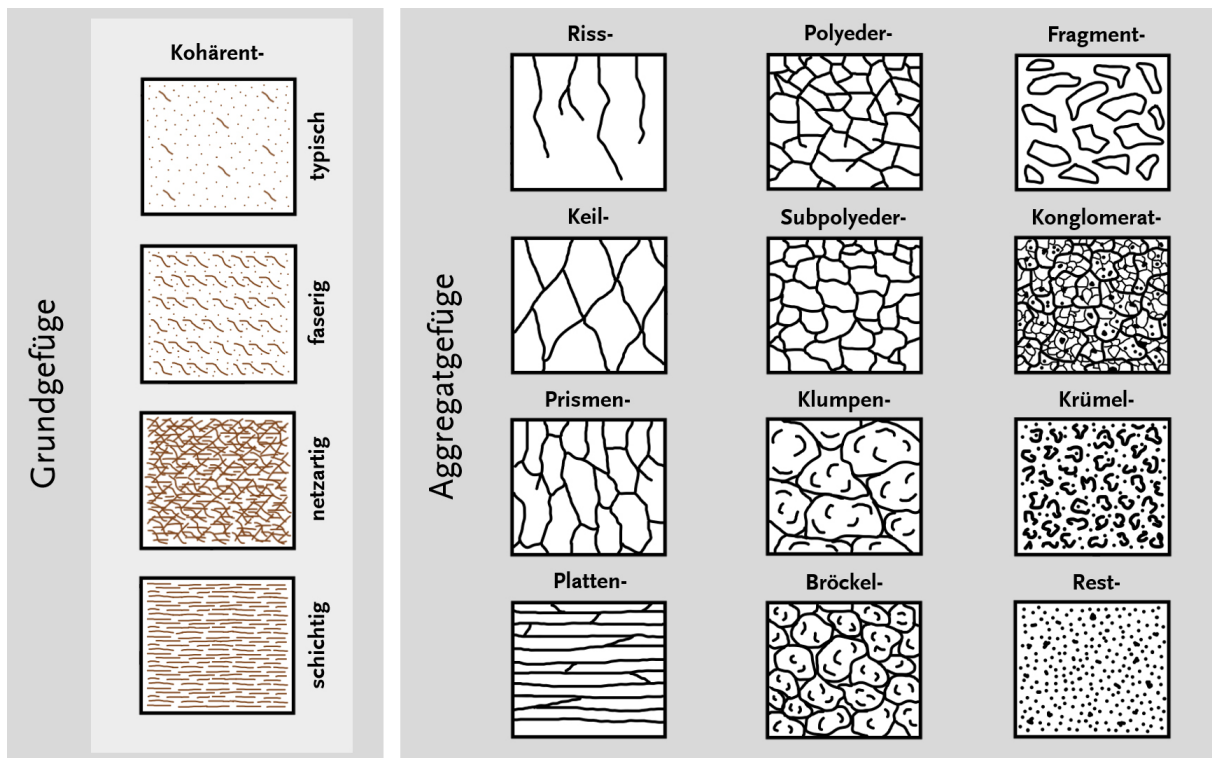 Grundgefüge
Kohärent-
typisch
faserig
netzartig
schichtig
Aggregatgefüge
Riss-
Polyeder-
Fragment-
Keil-
Subpolyeder-
Konglomerat-
Prismen-
Klumpen-
Krümel-
Platten-
Bröckel-
Rest-